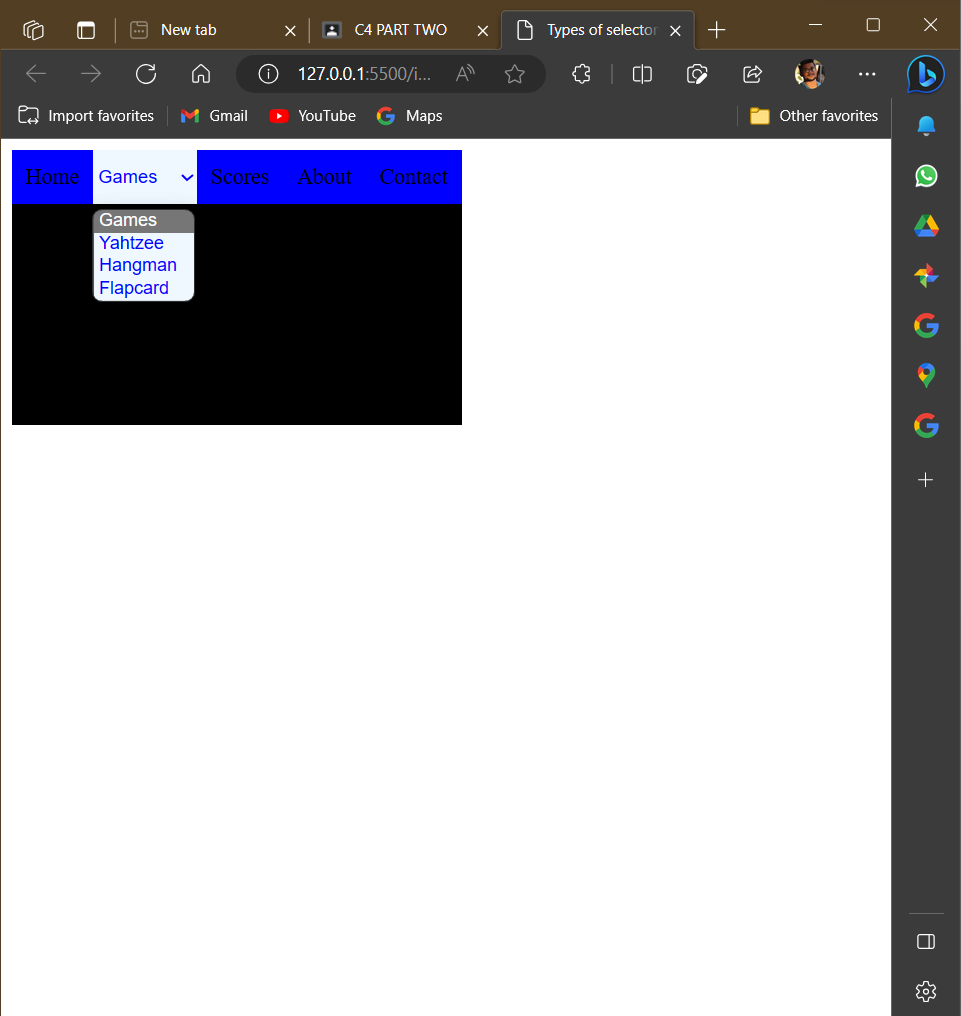 New tab
C4 PART TWO
Types of selector
127.0.0.1:5500/i...
Import favorites
Gmail
YouTube
Maps
Other favorites
Home
Games
Scores
About
Contact
Games
Yahtzee
Hangman
Flapcard